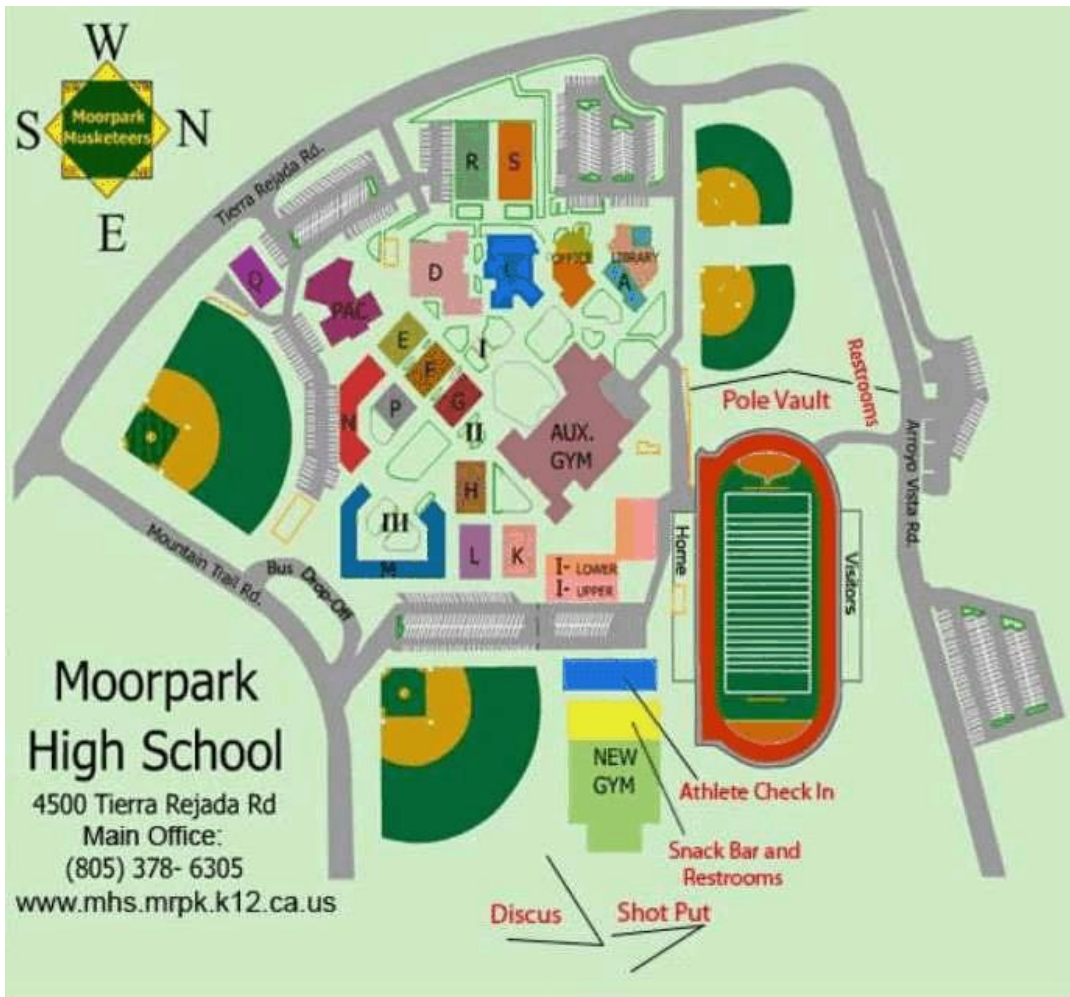 W
S
Moorpark
Musketeers
N
E
Tierra Rejada Rd.
R
S
Q
PAC
D
C
OFFICE
LIBRARY
A
E
I
F
G
P
N
II
AUX.
GYM
H
III
M
L
K
I- LOWER
I- UPPER
Restrooms
Pole Vault
Arroyo Vista Rd.
Home
Visitors
Mountain Trail Rd.
Bus Drop-Off
Moorpark
High School
4500 Tierra Rejada Rd
Main Office:
(805) 378- 6305
www.mhs.mrpk.k12.ca.us
NEW
GYM
Athlete Check In
Snack Bar and
Restrooms
Discus
Shot Put